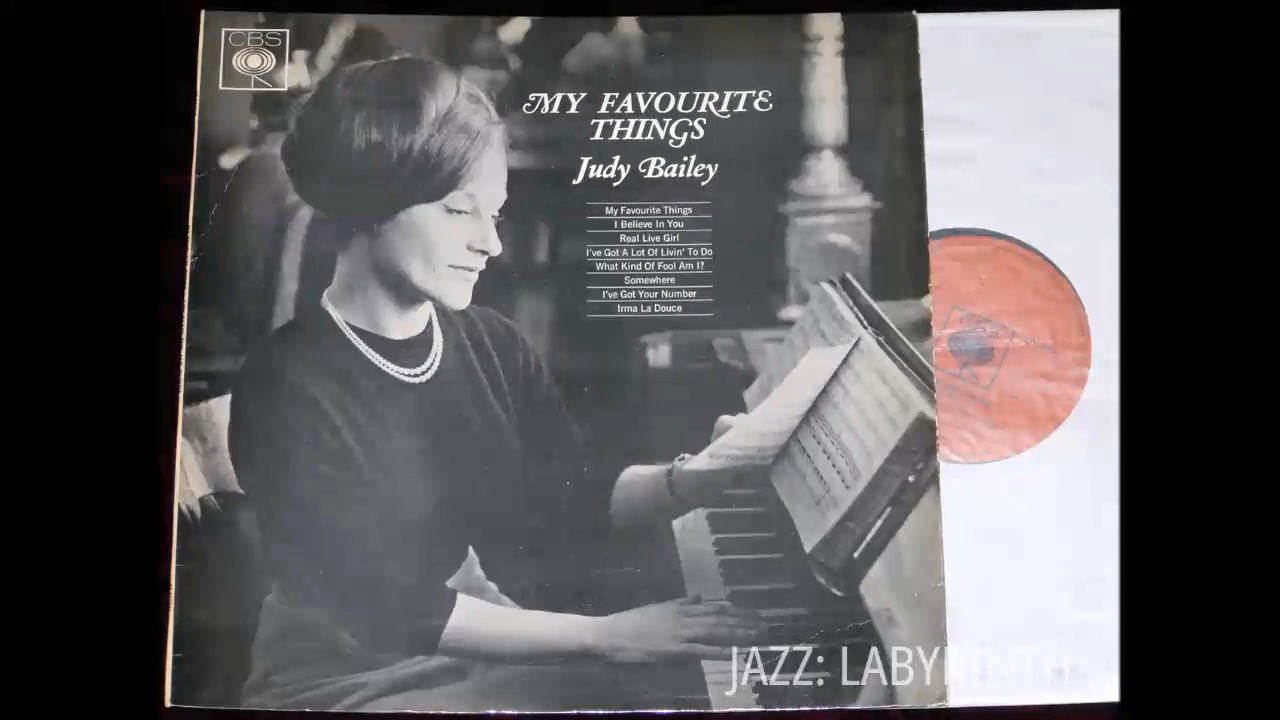 CBS
MY FAVOURITE
THINGS
Judy Bailey
My Favourite Things
I Believe In You
Real Live Girl
I've Got A Lot Of Livin' To Do
What Kind Of Fool Am I?
Somewhere
I've Got Your Number
Irma La Douce
JAZZ: LABYRINTH